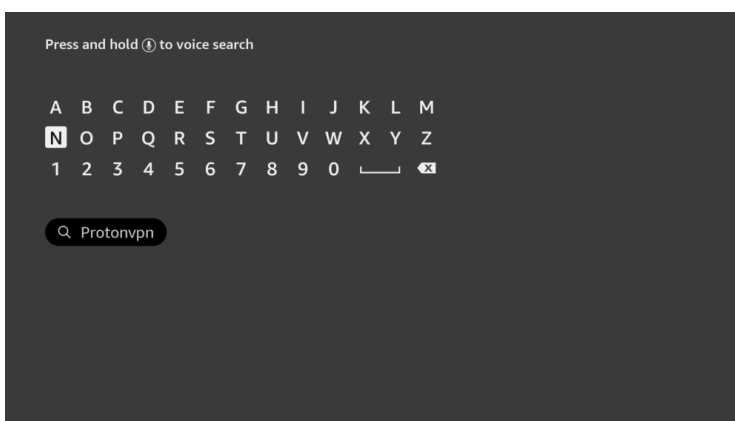 Press and hold to voice search
A B C D E F G H I J K L M
N O P Q R S T U V W X Y Z
1 2 3 4 5 6 7 8 9 0
Protonvpn